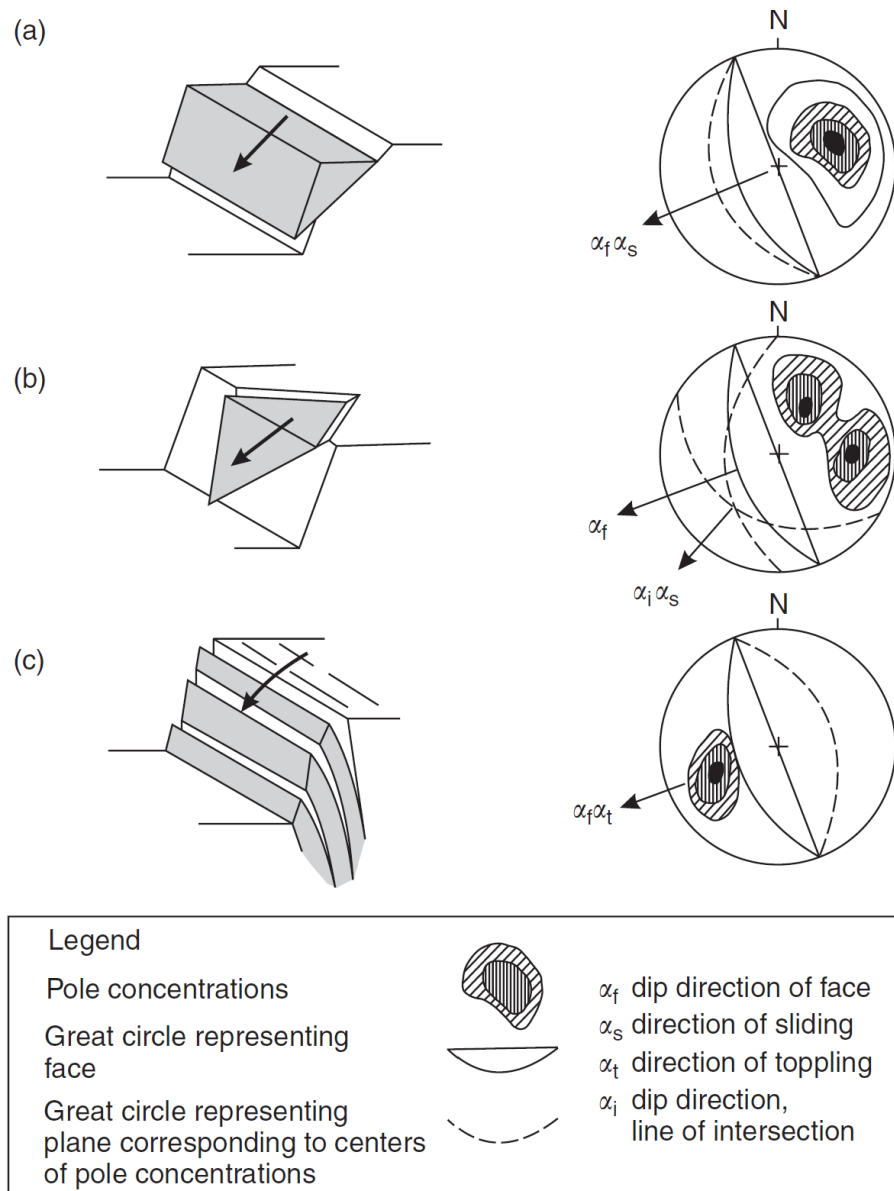 (a)
N
αf αs
(b)
N
αf
αi αs
(c)
N
αf αt
Legend
Pole concentrations
Great circle representing
face
Great circle representing
plane corresponding to centers
of pole concentrations
αf dip direction of face
αs direction of sliding
αt direction of toppling
αi dip direction,
line of intersection